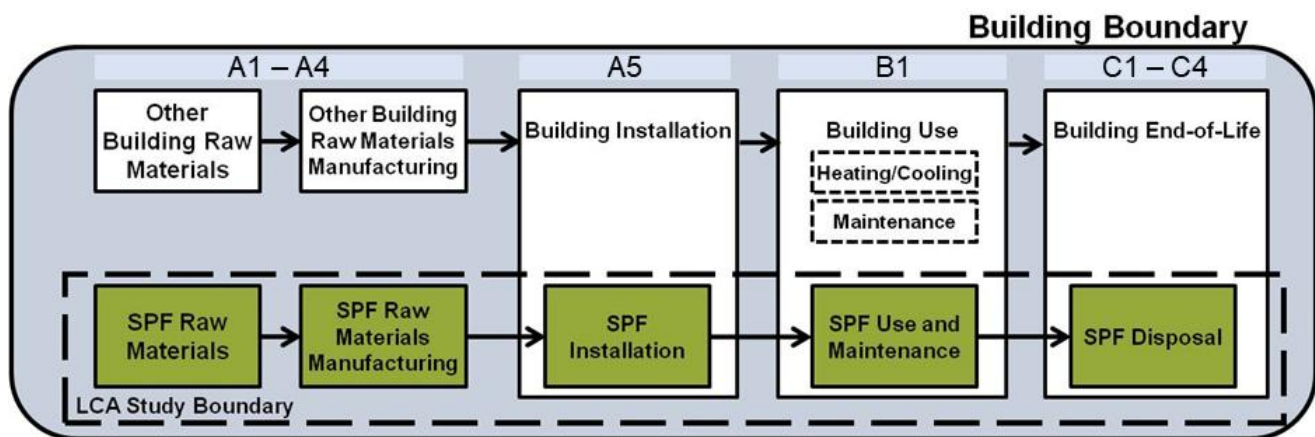 Building Boundary
A1 – A4
A5
B1
C1 – C4
Other
Building Raw
Materials
Other Building
Raw Materials
Manufacturing
Building Installation
Building Use
Heating/Cooling
Maintenance
Building End-of-Life
SPF Raw
Materials
SPF Raw
Materials
Manufacturing
SPF
Installation
SPF Use and
Maintenance
SPF Disposal
LCA Study Boundary